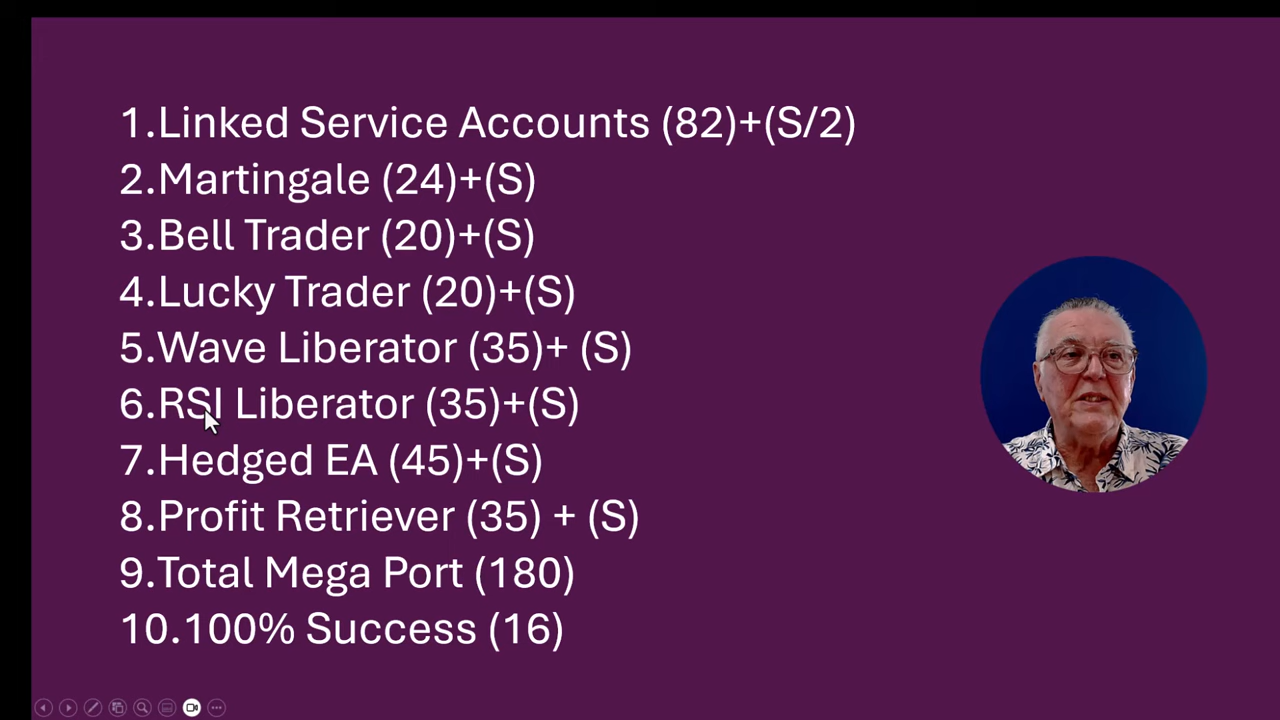 1.Linked Service Accounts (82)+(S/2)
2.Martingale (24)+(S)
3.Bell Trader (20)+(S)
4.Lucky Trader (20)+(S)
5.Wave Liberator (35)+ (S)
6.RSI Liberator (35)+(S)
7.Hedged EA (45)+(S)
8.Profit Retriever (35) + (S)
9.Total Mega Port (180)
10.100% Success (16)